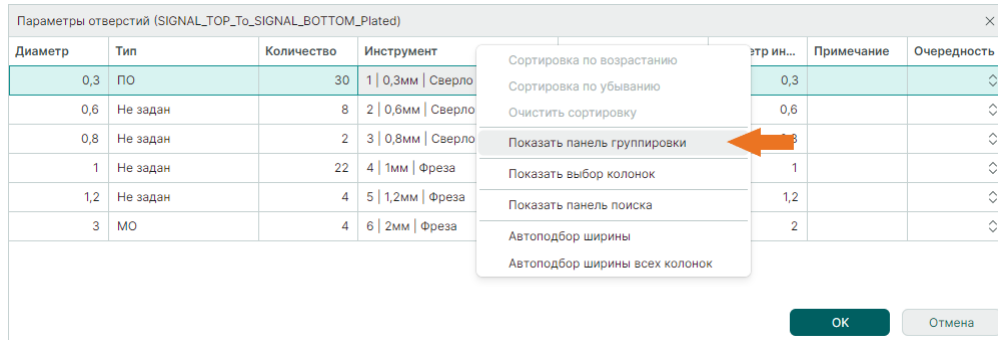 Параметры отверстий (SIGNAL_TOP_To_SIGNAL_BOTTOM_Plated)
Диаметр Тип Количество Инструмент етр ин... Примечание Очередность
0,3 ПО 30 1 | 0,3мм | Сверло 0,3
0,6 Не задан 8 2 | 0,6мм | Сверло 0,6
0,8 Не задан 2 3 | 0,8мм | Сверло
1 Не задан 22 4 | 1мм | Фреза 1
1,2 Не задан 4 5 | 1,2мм | Фреза 1,2
3 МО 4 6 | 2мм | Фреза 2
Сортировка по возрастанию
Сортировка по убыванию
Очистить сортировку
Показать панель группировки
Показать выбор колонок
Показать панель поиска
Автоподбор ширины
Автоподбор ширины всех колонок
ОК Отмена